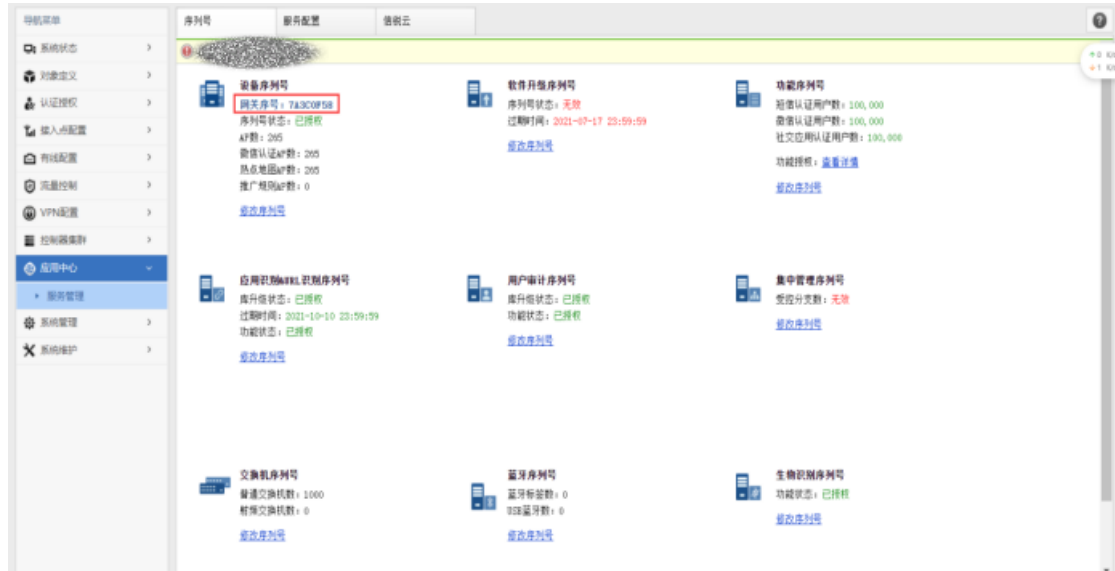 导航菜单
序列号
服务配置
信锐云
系统状态
对象定义
认证授权
接入点配置
有线配置
流量控制
VPN配置
控制器集群
应用中心
服务管理
系统管理
系统维护
设备序列号
网关序号：7A3C0F58
序列号状态：已授权
AP数：265
微信认证AP数：265
热点地图AP数：265
推广规则AP数：0
修改序列号
软件升级序列号
序列号状态：无效
过期时间：2021-07-17 23:59:59
修改序列号
功能序列号
短信认证用户数：100,000
微信认证用户数：100,000
社交应用认证用户数：100,000
功能授权：查看详情
修改序列号
应用识别&URL识别序列号
库升级状态：已授权
过期时间：2021-10-10 23:59:59
功能状态：已授权
修改序列号
用户审计序列号
库升级状态：已授权
功能状态：已授权
修改序列号
集中管理序列号
受控分支数：无效
修改序列号
交换机序列号
普通交换机数：1000
射频交换机数：0
修改序列号
蓝牙序列号
蓝牙标签数：0
USB蓝牙数：0
修改序列号
生物识别序列号
功能状态：已授权
修改序列号